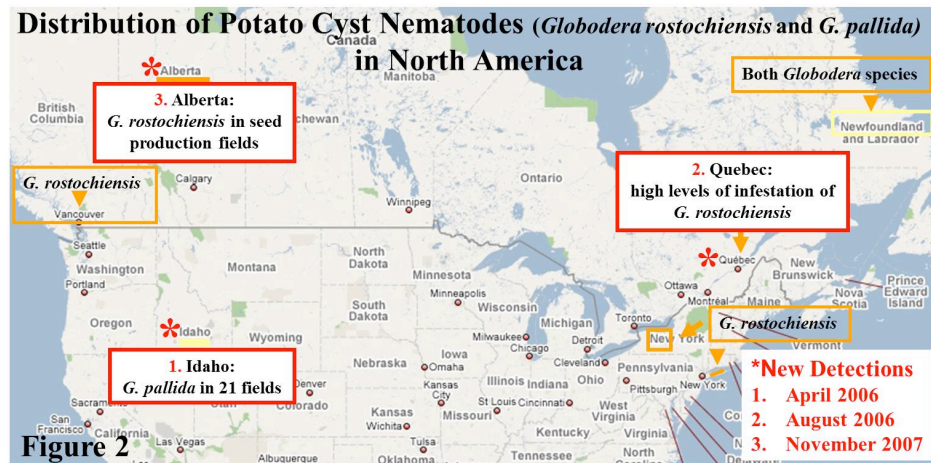 Distribution of Potato Cyst Nematodes (Globodera rostochiensis and G. pallida)
in North America
Canada
Alberta
Manitoba
Both Globodera species
3. Alberta:
G. rostochiensis in seed
production fields
British
Columbia
chewan
Newfoundland
and Labrador
G. rostochiensis
Calgary
Ontario
2. Quebec:
high levels of infestation of
G. rostochiensis
Winnipeg
Vancouver
Seattle
Washington
North
Dakota
Montana
Québec
New
Brunswick
Prince
Edward
Island
Nova
Scotia
Portland
Minnesota
Ottawa
Montréal
Maine
Minneapolis
South
Dakota
Wisconsin
Michigan
Toronto
G. rostochiensis
Oregon
Idaho
Wyoming
Milwaukee
Detroit
New York
Vermont
1. Idaho:
G. pallida in 21 fields
Chicago
Cleveland
Iowa
Nebraska
Omaha
Pennsylvania
New York
*New Detections
1. April 2006
2. August 2006
3. November 2007
Denver
Colorado
Kansas
City
Illinois
Indiana
Ohio
Pittsburgh
Sacramento
San
Francisco
California
Las Vegas
Kansas
Wichita
Missouri
St Louis
Cincinnati
West
Virginia
Kentucky
Virginia
Albuquerque
Tulsa
Oklahoma
Tennessee
North
Carolina
Delaware
Figure 2